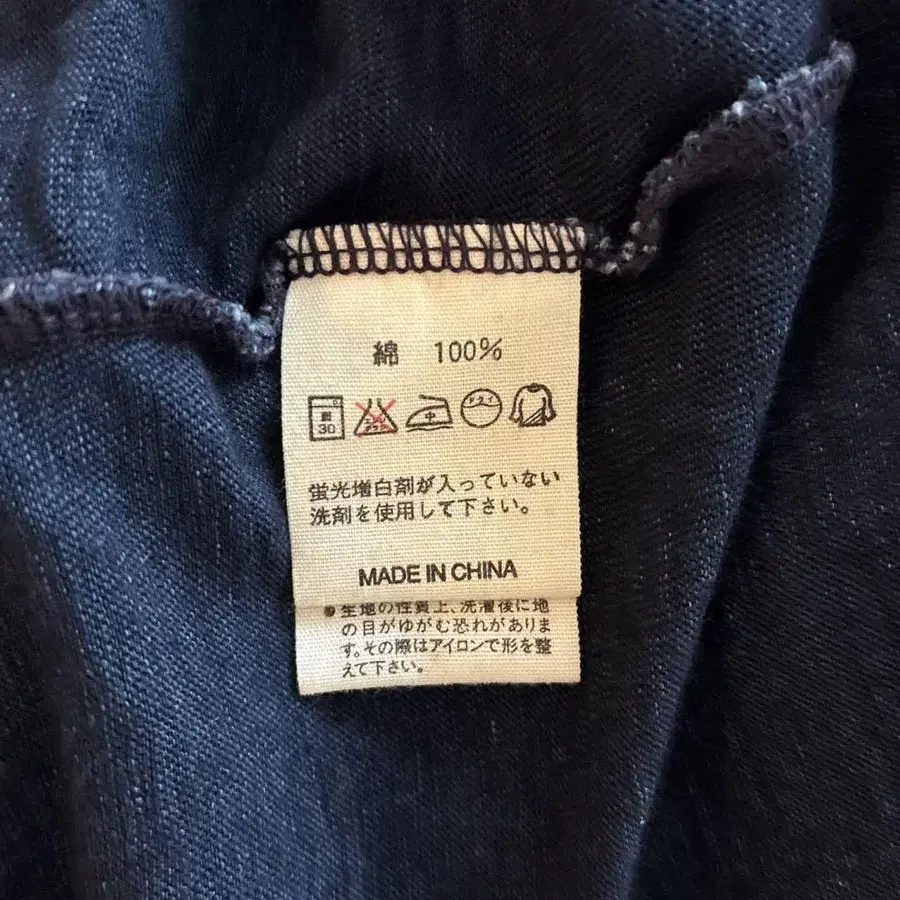 綿 100%
30
中
蛍光増白剤が入っていない
洗剤を使用して下さい。
MADE IN CHINA
●生地の性質上、洗濯後に地
の目がゆがむ恐れがありま
す。その際はアイロンで形を整
えて下さい。